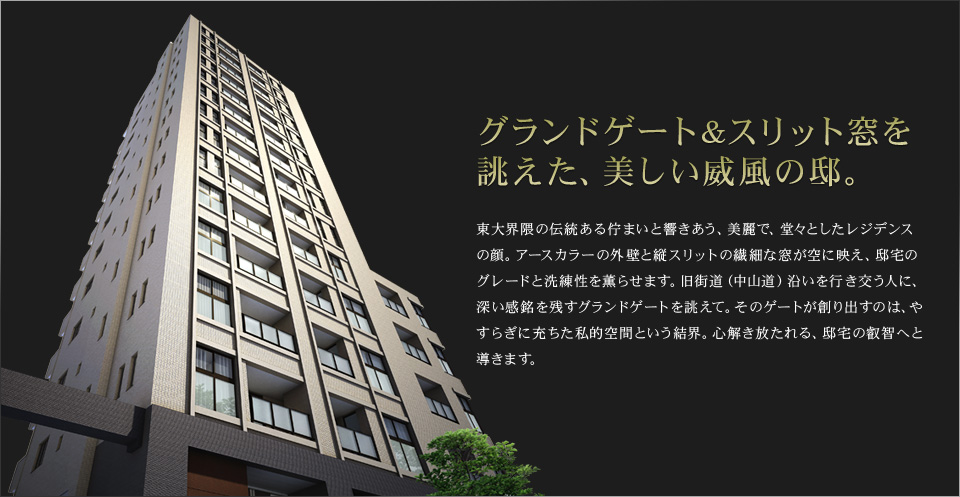 グランドゲート&スリット窓を
誂えた、美しい威風の邸。
東大界隈の伝統ある佇まいと響きあう、美麗で、堂々としたレジデンス
の顔。アースカラーの外壁と縦スリットの繊細な窓が空に映え、邸宅の
グレードと洗練性を薫らせます。旧街道（中山道）沿いを行き交う人に、
深い感銘を残すグランドゲートを誂えて。そのゲートが創り出すのは、や
すらぎに充ちた私的空間という結界。心解き放たれる、邸宅の叡智へと
導きます。